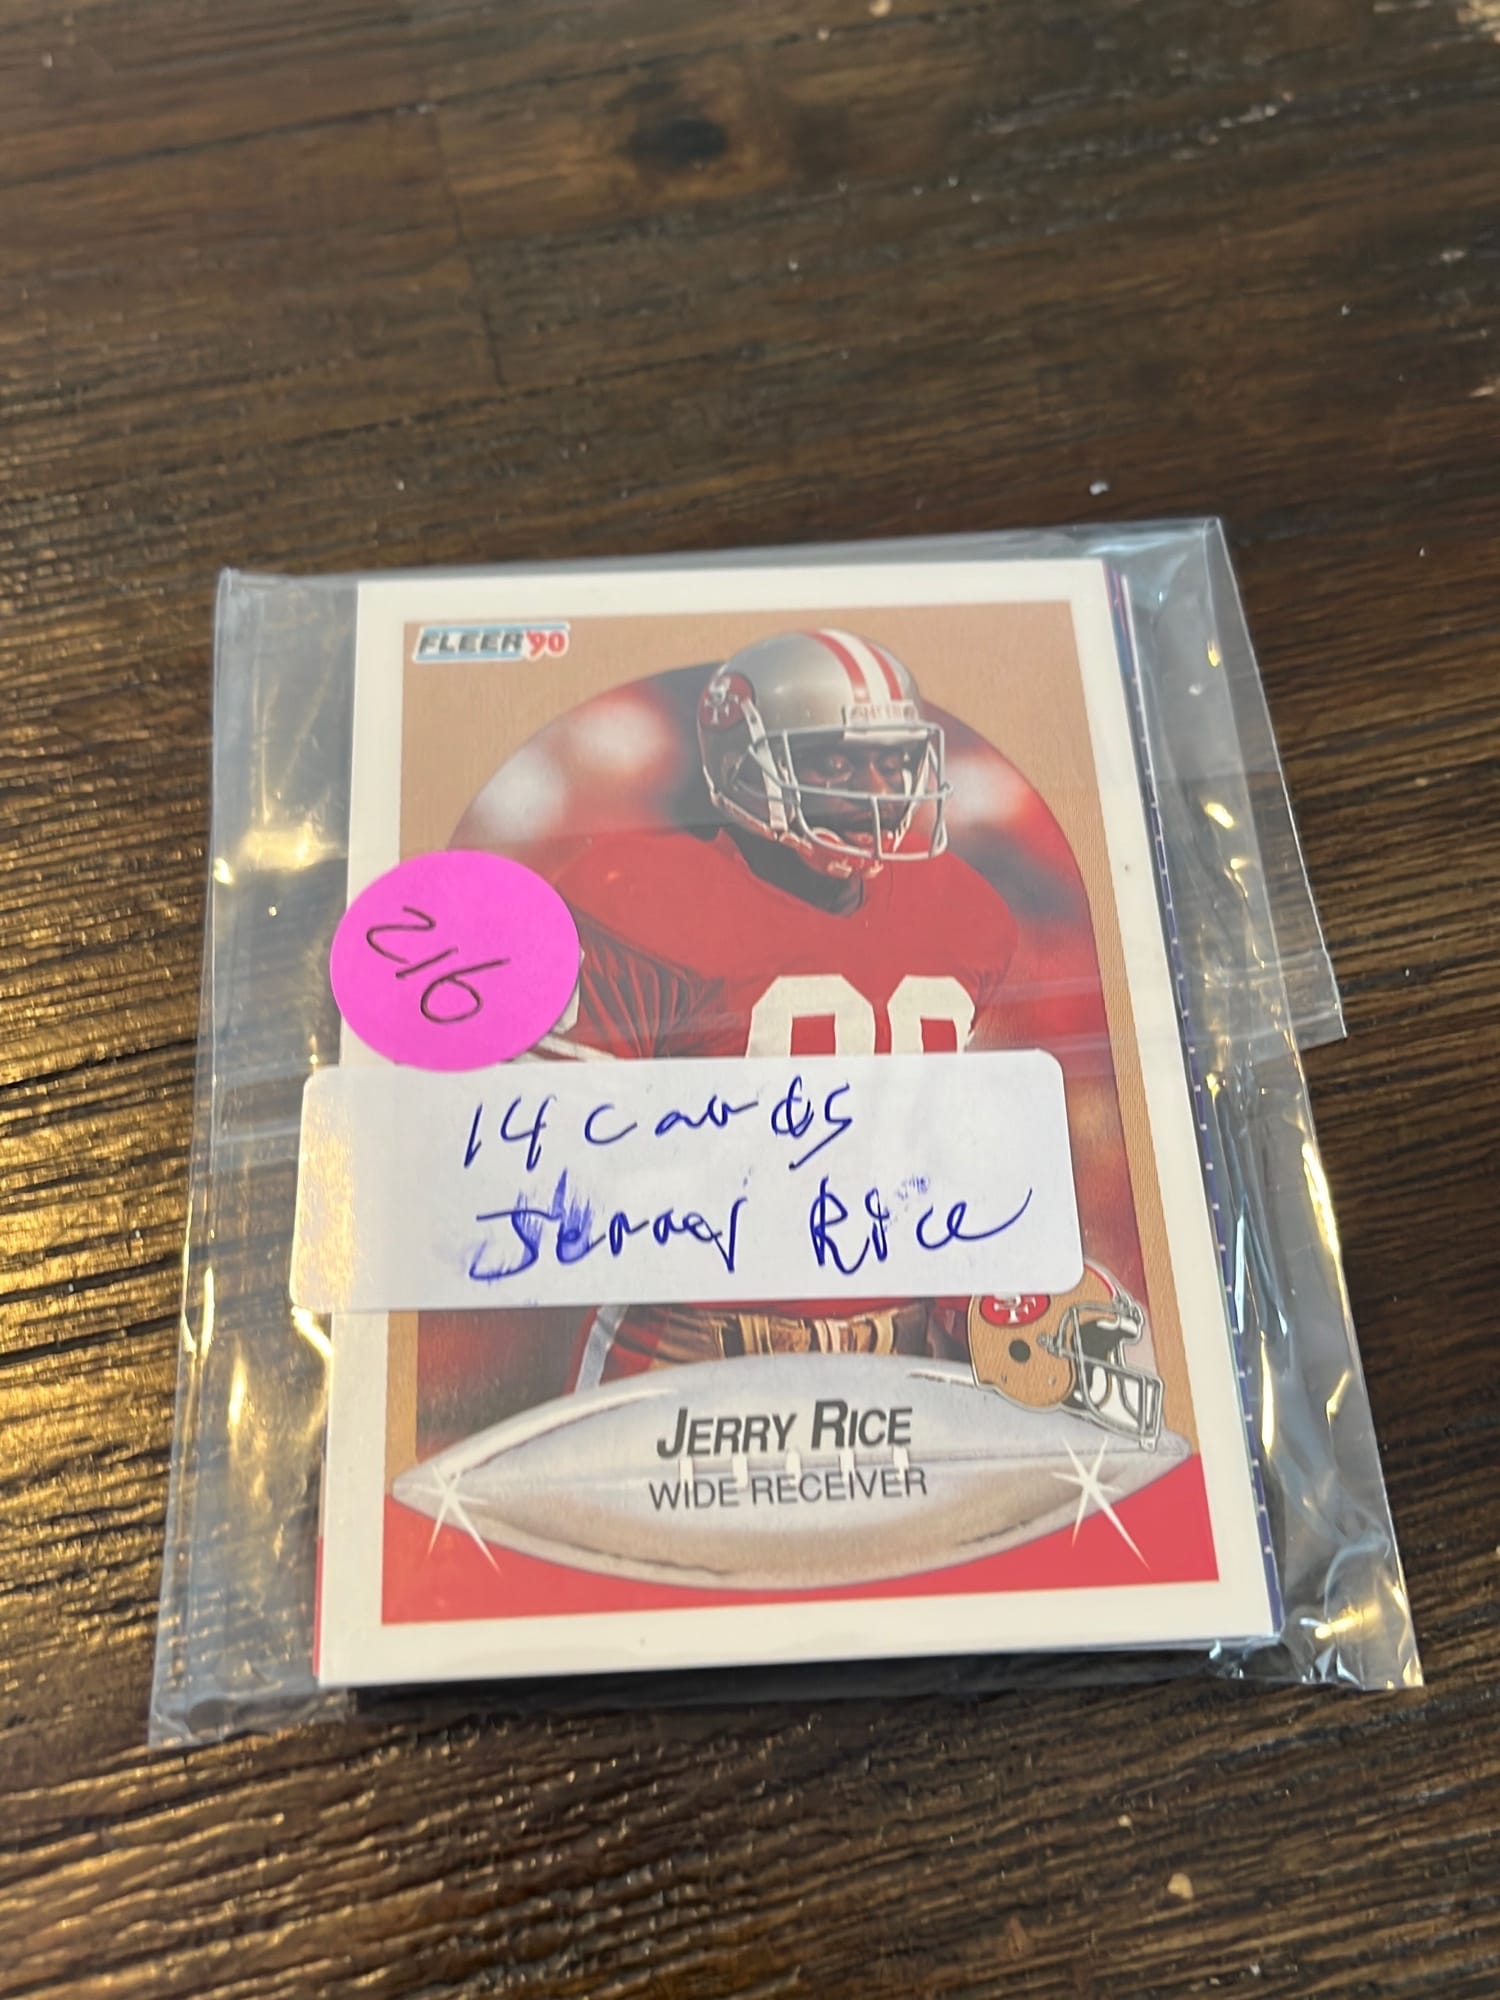 FLEER '90
216
14 cards
Jerry Rice
JERRY RICE
WIDE RECEIVER